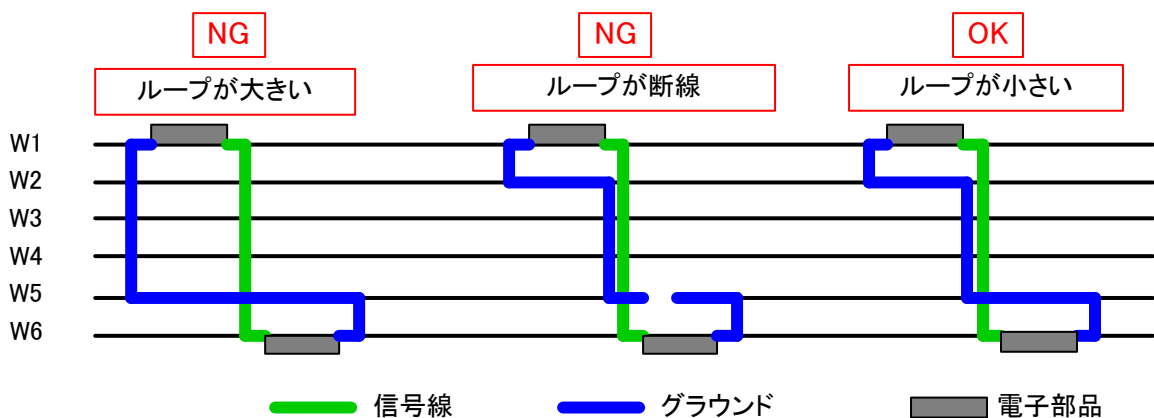 NG
NG
OK
ループが大きい
ループが断線
ループが小さい
W1
W2
W3
W4
W5
W6
信号線
グラウンド
電子部品